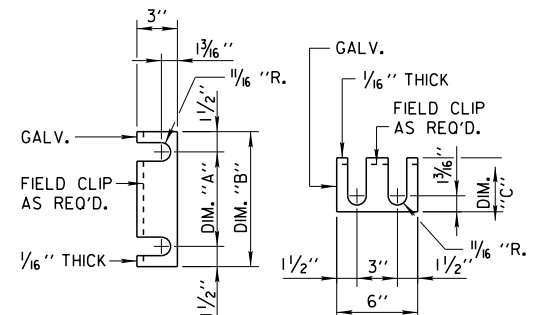 3"
1 3/16"
11/16 "R.
1 1/2"
GALV.
FIELD CLIP
AS REQ'D.
1/16" THICK
DIM. "A"
DIM. "B"
1 1/2"
GALV.
1/16" THICK
FIELD CLIP
AS REQ'D.
1 3/16"
DIM.
"C"
11/16 "R.
1 1/2"
3"
1 1/2"
6"